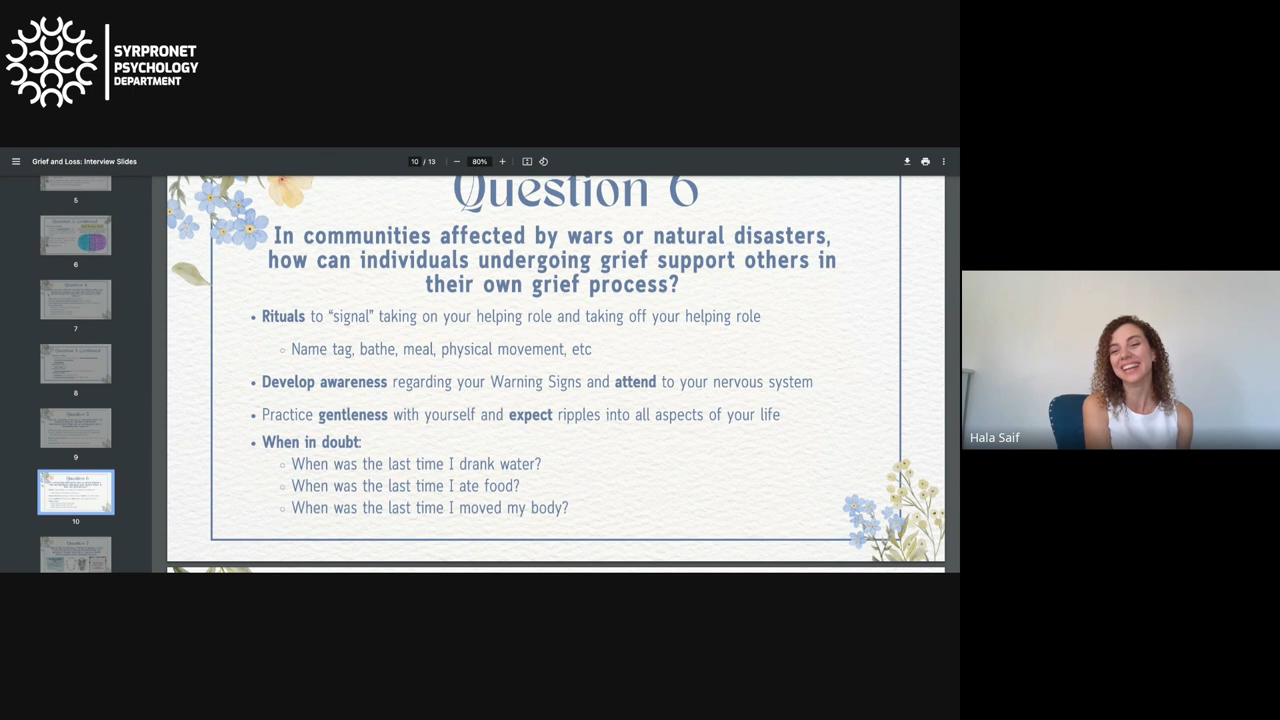 SYRPRONET
PSYCHOLOGY
DEPARTMENT
Grief and Loss: Interview Slides
10 / 13
80%
5
6
7
8
9
10
Question 6
In communities affected by wars or natural disasters,
how can individuals undergoing grief support others in
their own grief process?
• Rituals to “signal” taking on your helping role and taking off your helping role
◦ Name tag, bathe, meal, physical movement, etc
• Develop awareness regarding your Warning Signs and attend to your nervous system
• Practice gentleness with yourself and expect ripples into all aspects of your life
• When in doubt:
◦ When was the last time I drank water?
◦ When was the last time I ate food?
◦ When was the last time I moved my body?
Hala Saif